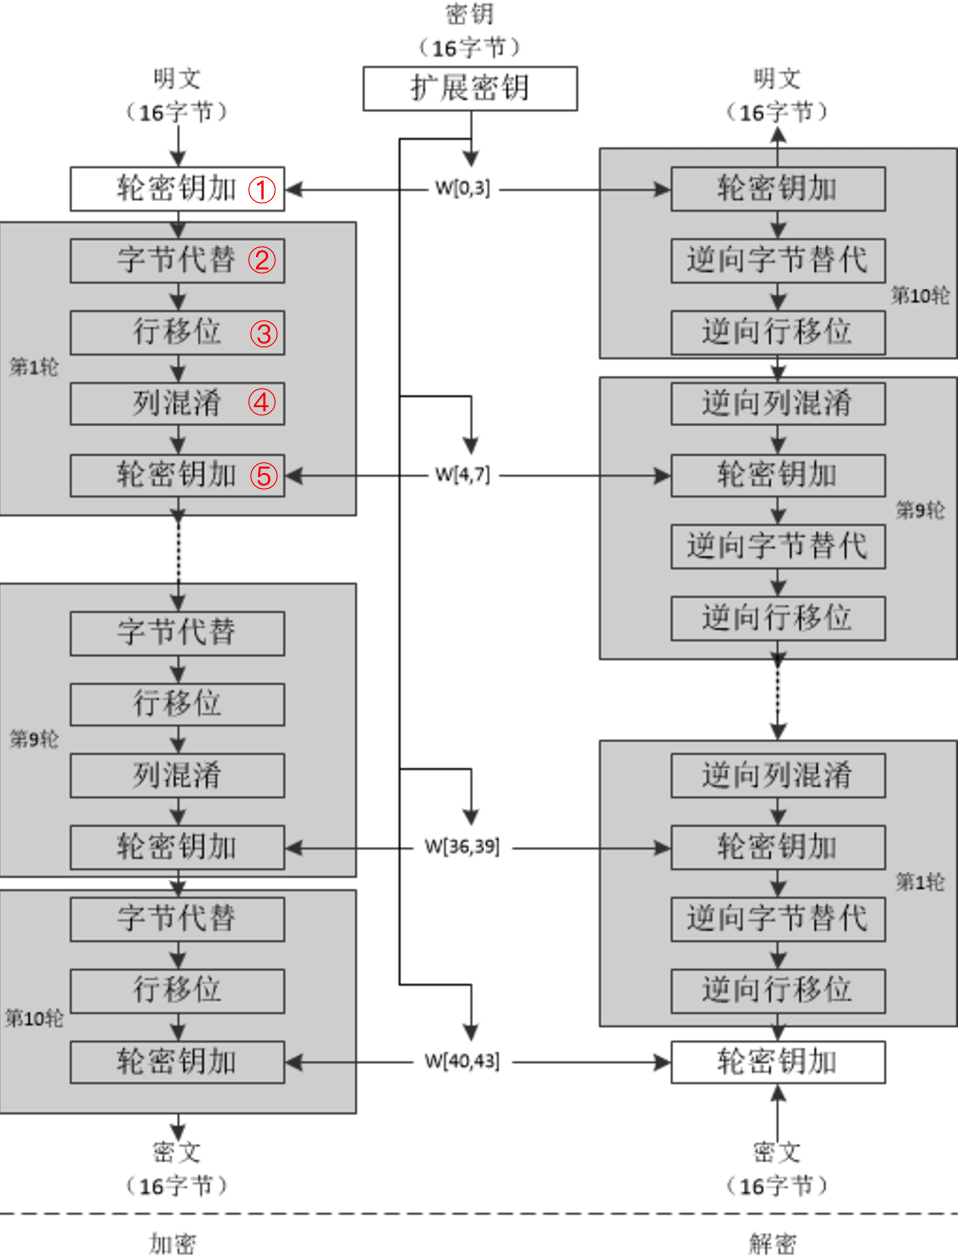 密钥
（16字节）
扩展密钥
明文
（16字节）
轮密钥加 ①
字节代替 ②
行移位 ③
列混淆 ④
轮密钥加 ⑤
第1轮
字节代替
行移位
列混淆
轮密钥加
第9轮
字节代替
行移位
轮密钥加
第10轮
密文
（16字节）
加密
W[0,3]
W[4,7]
W[36,39]
W[40,43]
明文
（16字节）
轮密钥加
逆向字节替代
逆向行移位
第10轮
逆向列混淆
轮密钥加
逆向字节替代
逆向行移位
第9轮
逆向列混淆
轮密钥加
逆向字节替代
逆向行移位
第1轮
轮密钥加
密文
（16字节）
解密